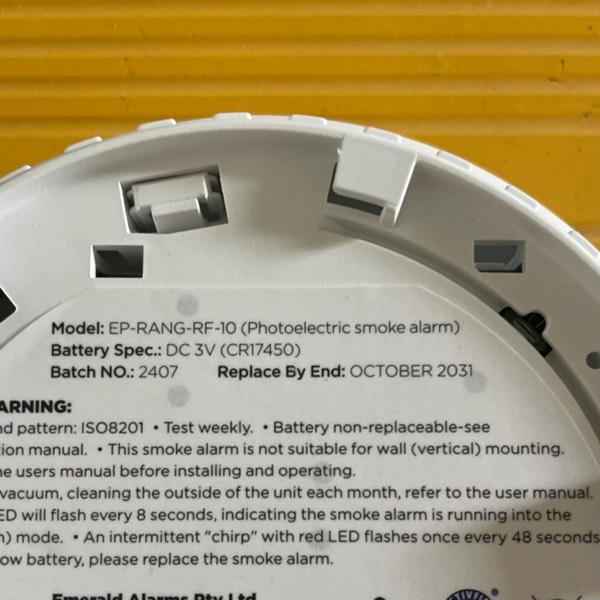 Model: EP-RANG-RF-10 (Photoelectric smoke alarm)
Battery Spec.: DC 3V (CR17450)
Batch NO.: 2407 Replace By End: OCTOBER 2031
ARNING:
nd pattern: ISO8201 • Test weekly. • Battery non-replaceable-see
tion manual. • This smoke alarm is not suitable for wall (vertical) mounting.
he users manual before installing and operating.
vacuum, cleaning the outside of the unit each month, refer to the user manual.
ED will flash every 8 seconds, indicating the smoke alarm is running into the
n) mode. • An intermittent "chirp" with red LED flashes once every 48 seconds
ow battery, please replace the smoke alarm.
Emerald Alarms Pty Ltd